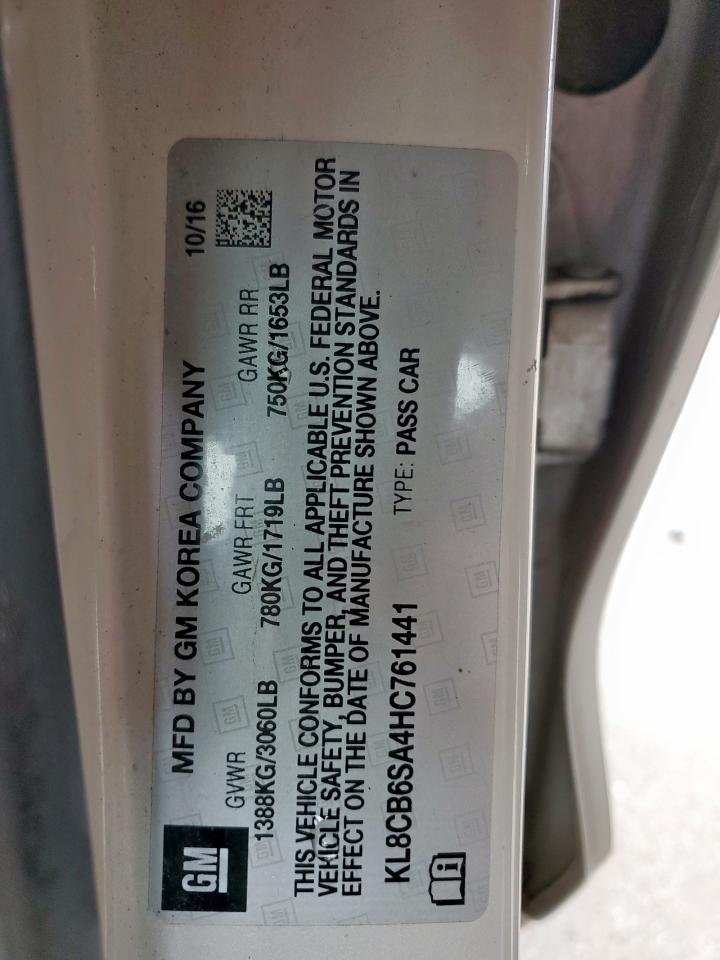 GM
MFD BY GM KOREA COMPANY 10/16
GVWR GAWR FRT GAWR RR
1388KG/3060LB 780KG/1719LB 750KG/1653LB
THIS VEHICLE CONFORMS TO ALL APPLICABLE U.S. FEDERAL MOTOR
VEHICLE SAFETY, BUMPER, AND THEFT PREVENTION STANDARDS IN
EFFECT ON THE DATE OF MANUFACTURE SHOWN ABOVE.
KL8CB6SA4HC761441 TYPE: PASS CAR